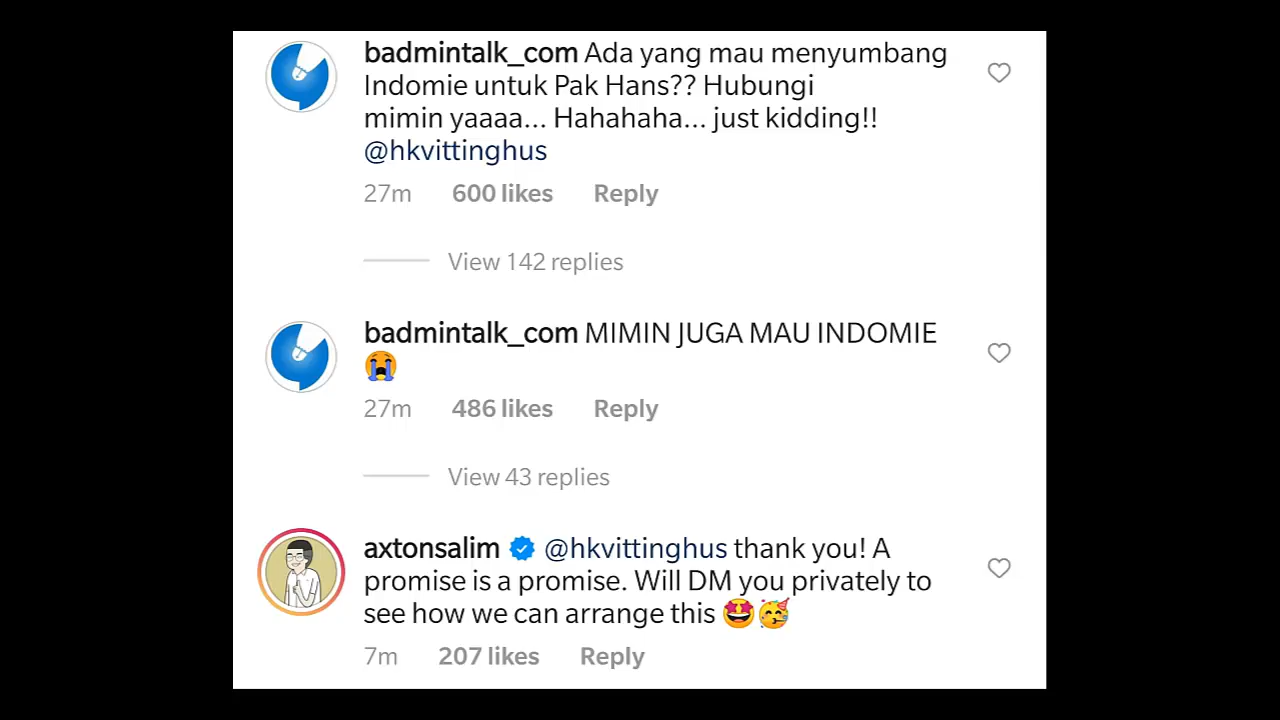 badmintalk_com Ada yang mau menyumbang
Indomie untuk Pak Hans?? Hubungi
mimin yaaaa... Hahahaha... just kidding!!
@hkvittinghus
27m 600 likes Reply
View 142 replies
badmintalk_com MIMIN JUGA MAU INDOMIE
😭
27m 486 likes Reply
View 43 replies
axtonsalim @hkvittinghus thank you! A
promise is a promise. Will DM you privately to
see how we can arrange this 🤩🥳
7m 207 likes Reply